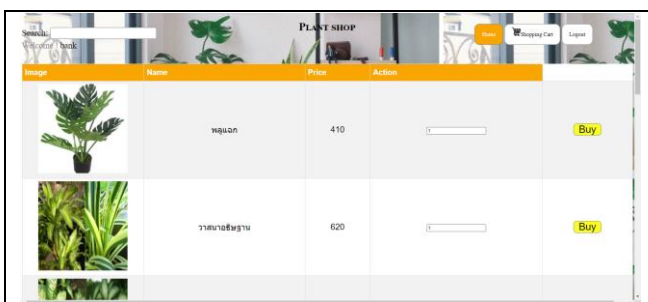 PLANT SHOP
Search:
Welcome ! bank
Home Shopping Cart Logout
Image Name Price Action
พลูแฉก 410 1 Buy
วาสนาอธิษฐาน 620 1 Buy